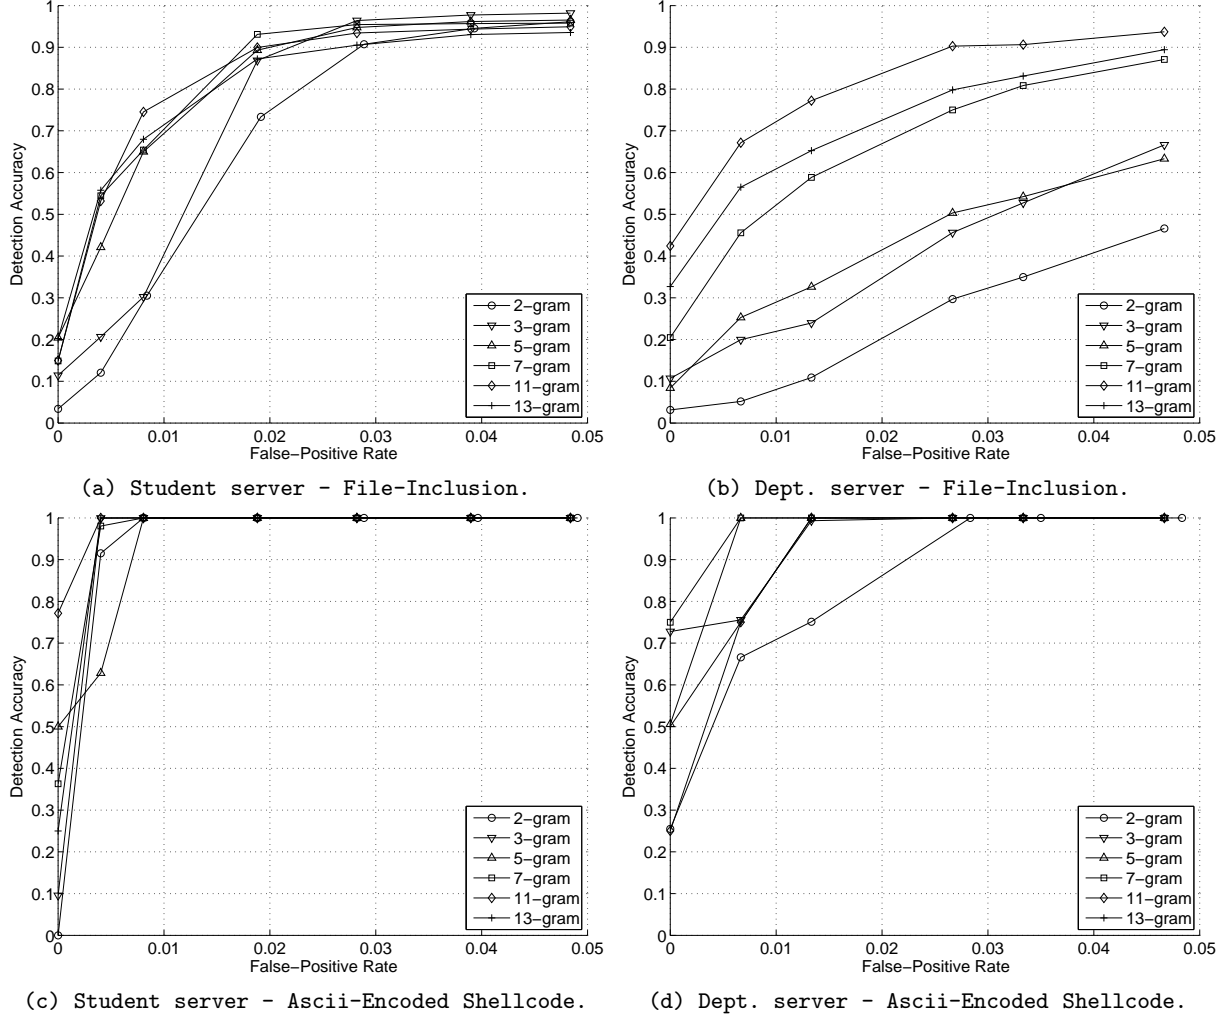 1
0.9
0.8
0.7
0.6
0.5
0.4
0.3
0.2
0.1
0
Detection Accuracy
2−gram
3−gram
5−gram
7−gram
11−gram
13−gram
0 0.01 0.02 0.03 0.04 0.05
False−Positive Rate
(a) Student server - File-Inclusion.
1
0.9
0.8
0.7
0.6
0.5
0.4
0.3
0.2
0.1
0
Detection Accuracy
2−gram
3−gram
5−gram
7−gram
11−gram
13−gram
0 0.01 0.02 0.03 0.04 0.05
False−Positive Rate
(b) Dept. server - File-Inclusion.
1
0.9
0.8
0.7
0.6
0.5
0.4
0.3
0.2
0.1
0
Detection Accuracy
2−gram
3−gram
5−gram
7−gram
11−gram
13−gram
0 0.01 0.02 0.03 0.04 0.05
False−Positive Rate
(c) Student server - Ascii-Encoded Shellcode.
1
0.9
0.8
0.7
0.6
0.5
0.4
0.3
0.2
0.1
0
Detection Accuracy
2−gram
3−gram
5−gram
7−gram
11−gram
13−gram
0 0.01 0.02 0.03 0.04 0.05
False−Positive Rate
(d) Dept. server - Ascii-Encoded Shellcode.